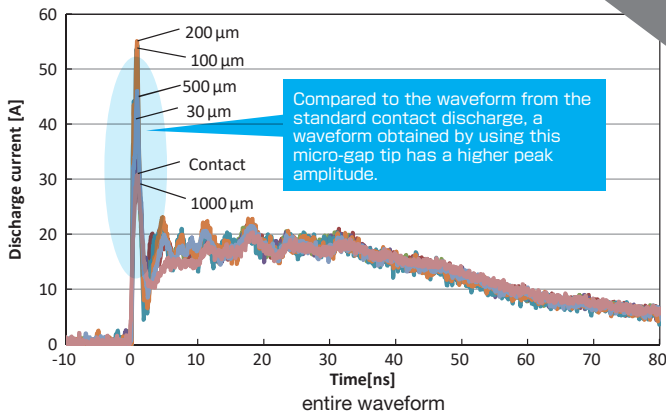 Discharge current [A]
60
50
40
30
20
10
0
200 μm
100 μm
500 μm
30 μm
Contact
1000 μm
Compared to the waveform from the
standard contact discharge, a
waveform obtained by using this
micro-gap tip has a higher peak
amplitude.
-10 0 10 20 30 40 50 60 70 80
Time[ns]
entire waveform